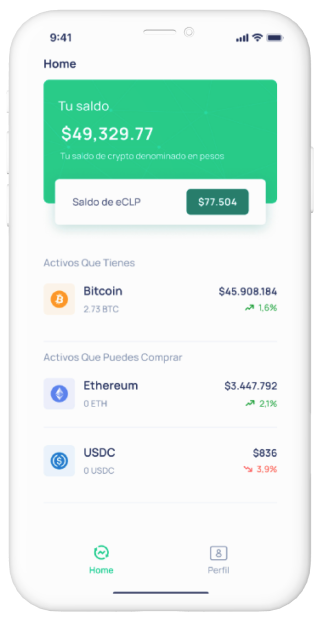 9:41
Home
Tu saldo
$49,329.77
Tu saldo de crypto denominado en pesos
Saldo de eCLP
$77.504
Activos Que Tienes
Bitcoin
$45.908.184
2.73 BTC
1,6%
Activos Que Puedes Comprar
Ethereum
$3.447.792
0 ETH
2,1%
USDC
$836
0 USDC
3,9%
Home
Perfil